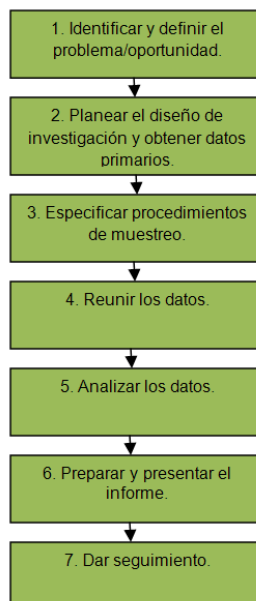 1. Identificar y definir el
problema/oportunidad.
2. Planear el diseño de
investigación y obtener datos
primarios.
3. Especificar procedimientos
de muestreo.
4. Reunir los datos.
5. Analizar los datos.
6. Preparar y presentar el
informe.
7. Dar seguimiento.